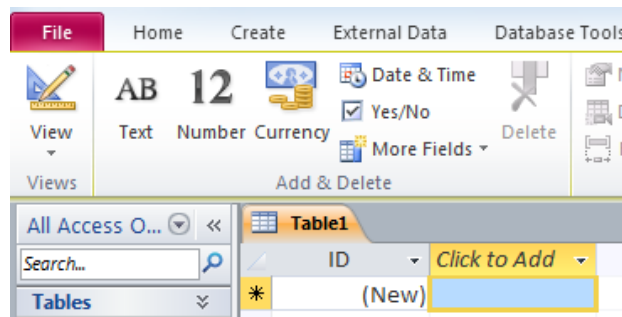 File Home Create External Data Database Tools
AB 12 Date & Time
Yes/No
View Text Number Currency More Fields Delete
Views Add & Delete
All Access O... « Table1
Search... ID Click to Add
Tables * (New)